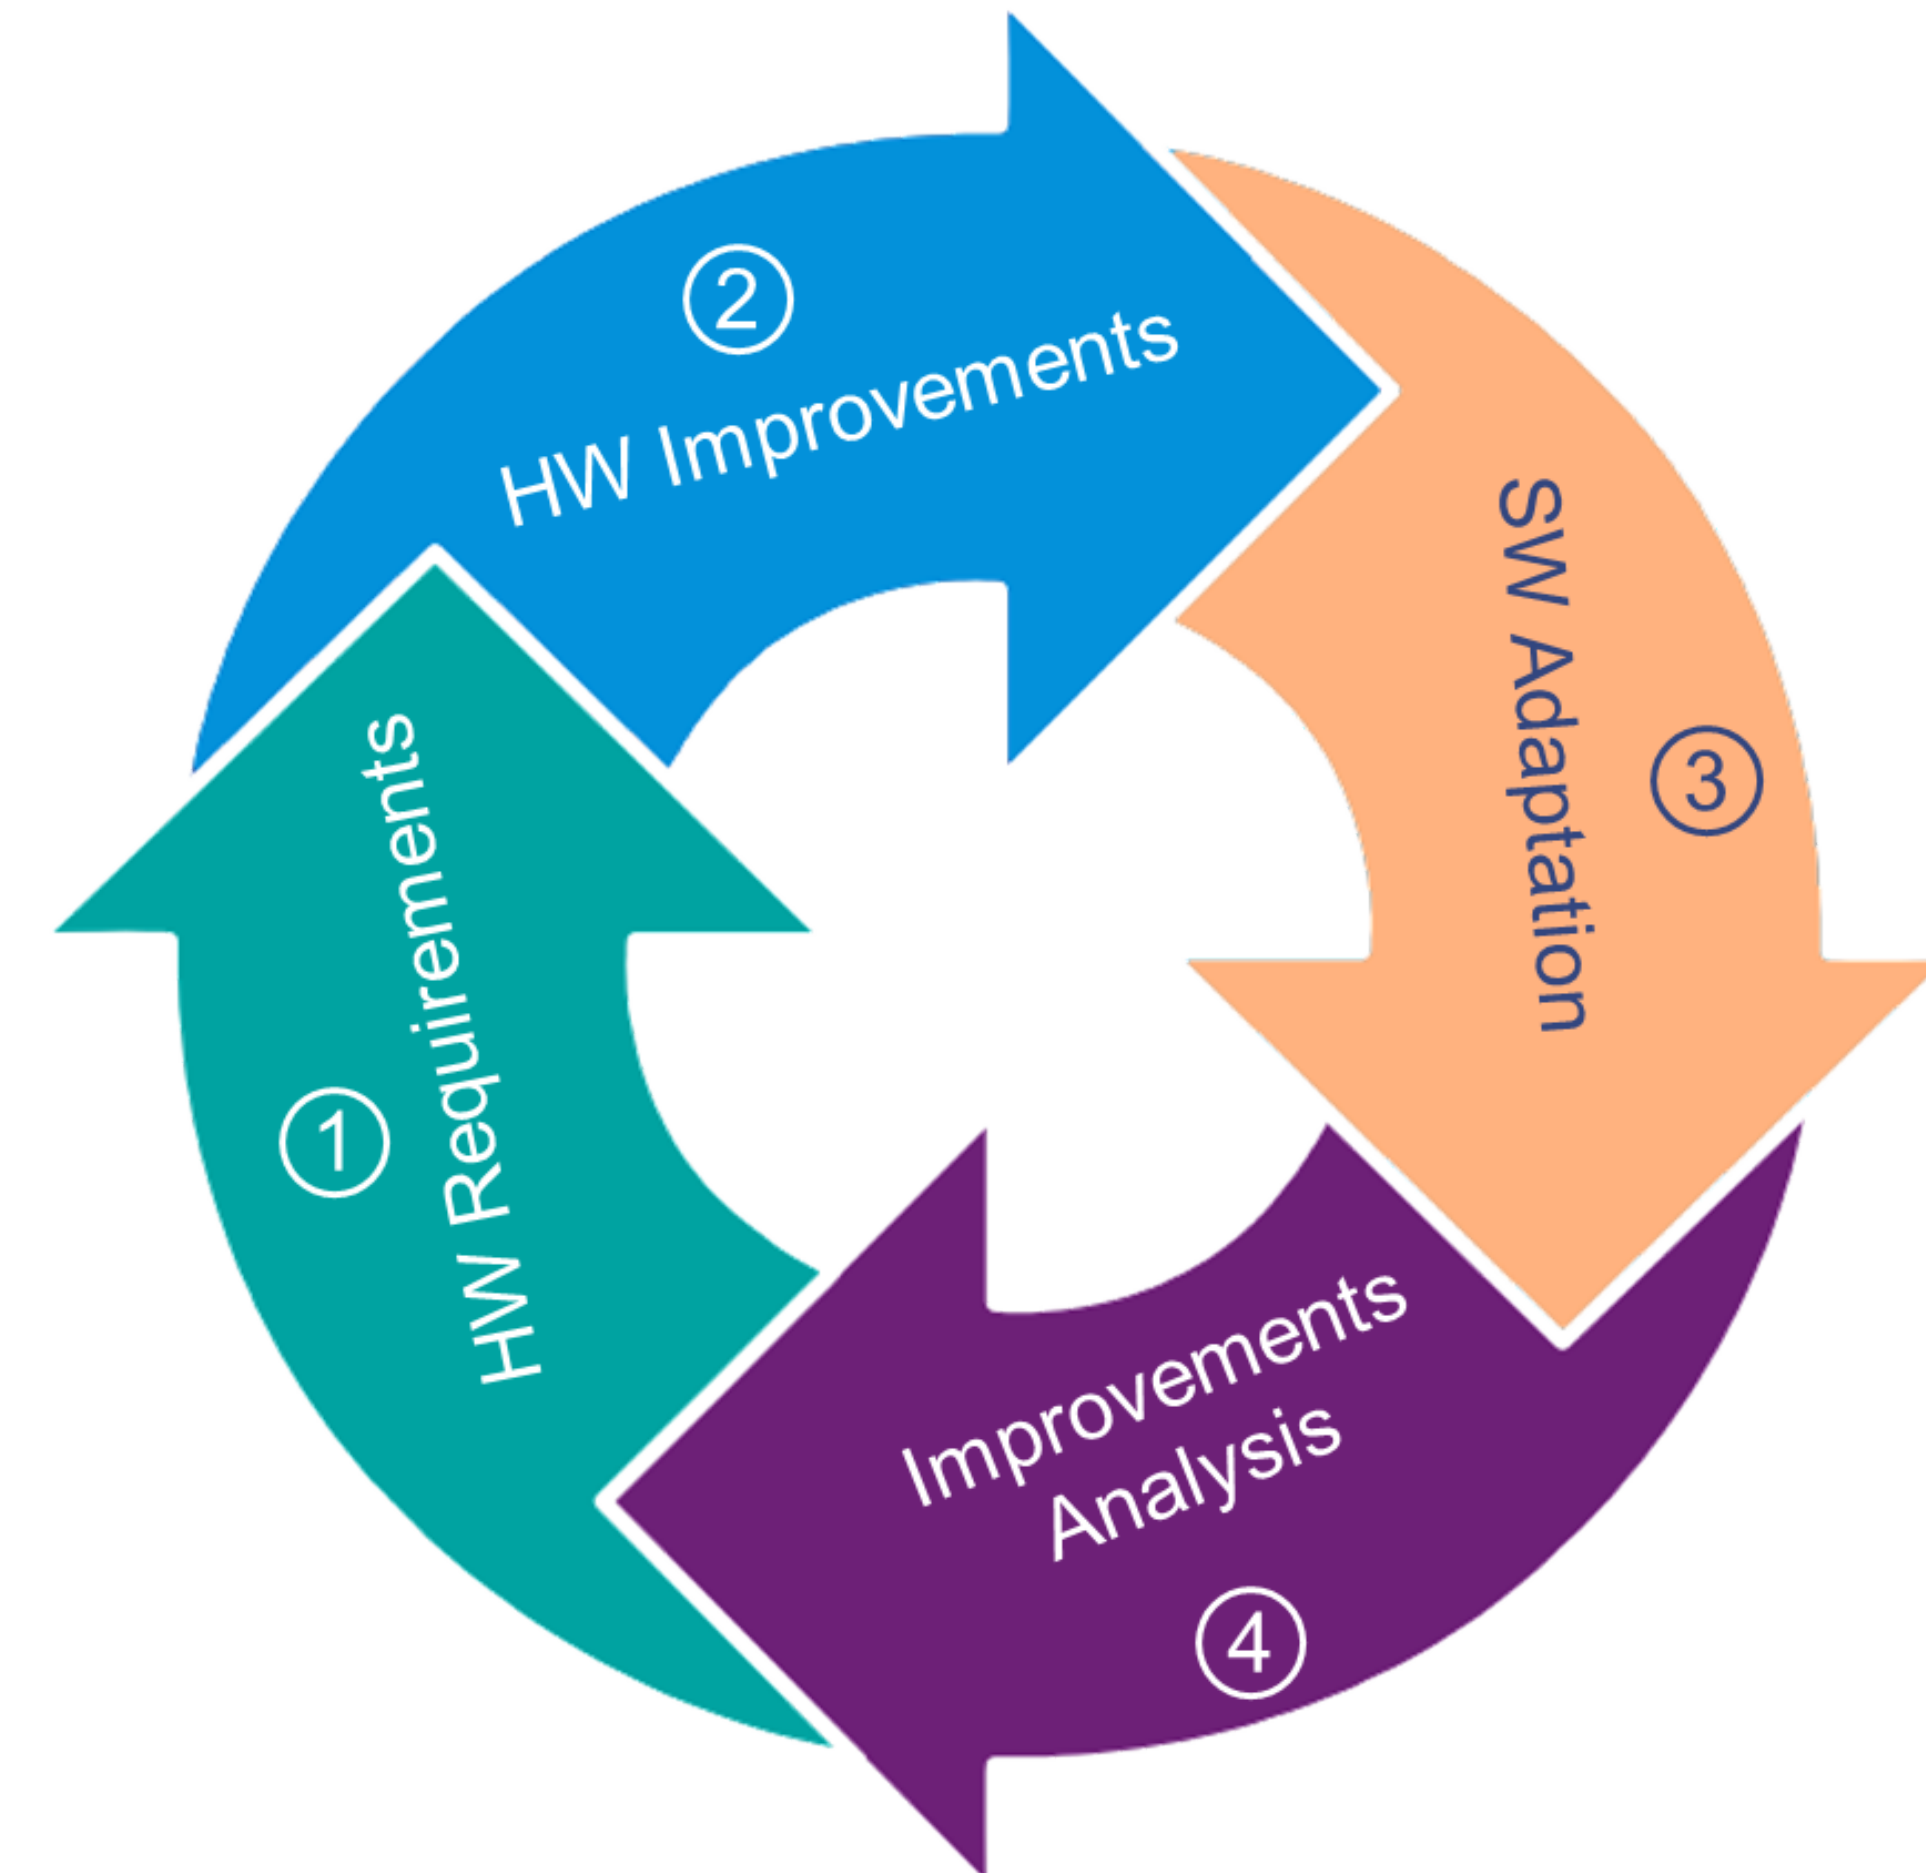 1
HW Requirements
2
HW Improvements
3
SW Adaptation
Improvements
Analysis
4